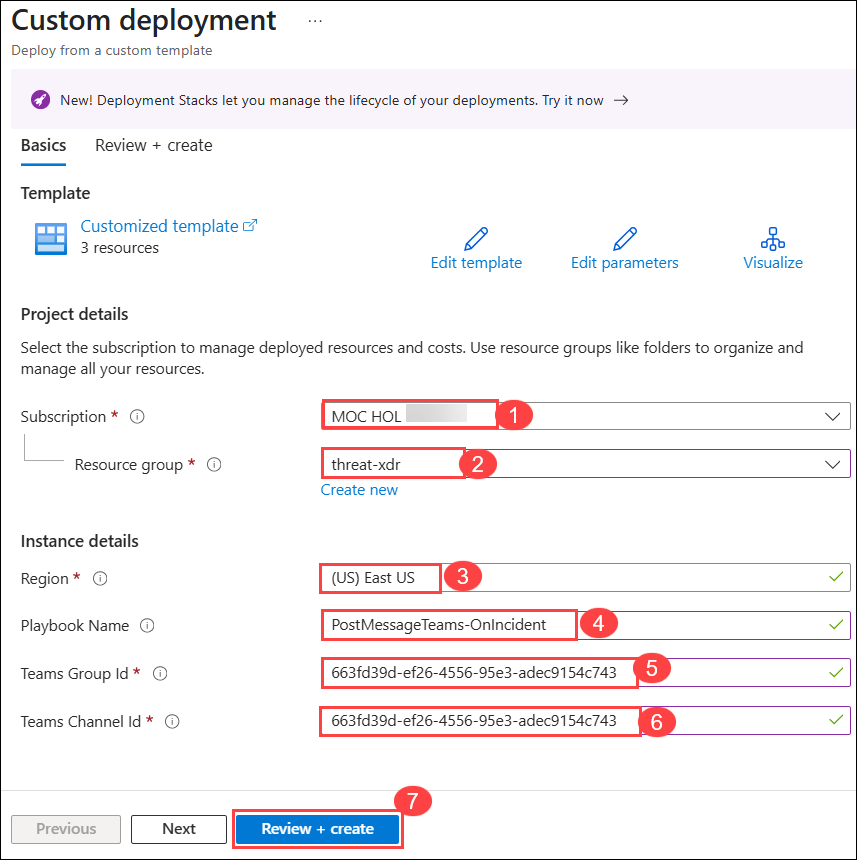 Custom deployment ...
Deploy from a custom template
New! Deployment Stacks let you manage the lifecycle of your deployments. Try it now →
Basics Review + create
Template
Customized template
3 resources
Edit template Edit parameters Visualize
Project details
Select the subscription to manage deployed resources and costs. Use resource groups like folders to organize and
manage all your resources.
Subscription * MOC HOL 1
Resource group * threat-xdr 2
Create new
Instance details
Region * (US) East US 3
Playbook Name PostMessageTeams-OnIncident 4
Teams Group Id * 663fd39d-ef26-4556-95e3-adec9154c743 5
Teams Channel Id * 663fd39d-ef26-4556-95e3-adec9154c743 6
7
Previous Next Review + create